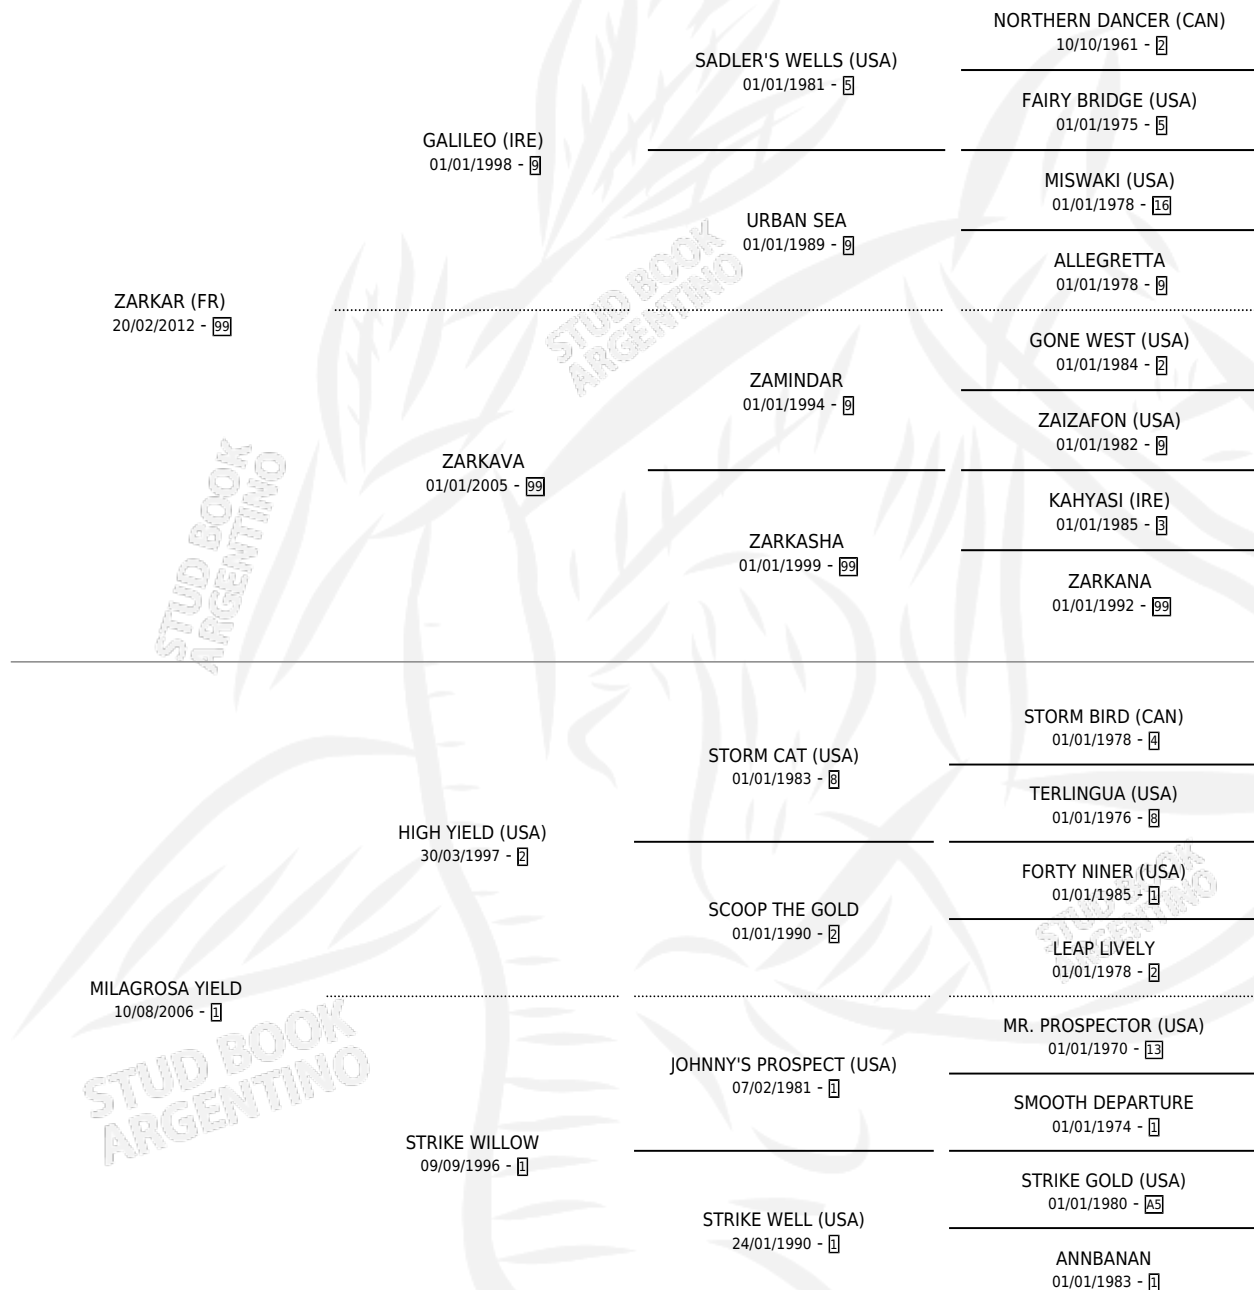 NORTHERN DANCER (CAN)
10/10/1961 - 2
SADLER'S WELLS (USA)
01/01/1981 - 5
FAIRY BRIDGE (USA)
01/01/1975 - 5
GALILEO (IRE)
01/01/1998 - 9
MISWAKI (USA)
01/01/1978 - 16
URBAN SEA
01/01/1989 - 9
ALLEGRETTA
01/01/1978 - 9
ZARKAR (FR)
20/02/2012 - 99
GONE WEST (USA)
01/01/1984 - 2
ZAMINDAR
01/01/1994 - 9
ZAIZAFON (USA)
01/01/1982 - 9
ZARKAVA
01/01/2005 - 99
KAHYASI (IRE)
01/01/1985 - 3
ZARKASHA
01/01/1999 - 99
ZARKANA
01/01/1992 - 99
STORM BIRD (CAN)
01/01/1978 - 4
STORM CAT (USA)
01/01/1983 - 8
TERLINGUA (USA)
01/01/1976 - 8
HIGH YIELD (USA)
30/03/1997 - 2
FORTY NINER (USA)
01/01/1985 - 1
SCOOP THE GOLD
01/01/1990 - 2
LEAP LIVELY
01/01/1978 - 2
MILAGROSA YIELD
10/08/2006 - 1
MR. PROSPECTOR (USA)
01/01/1970 - 13
JOHNNY'S PROSPECT (USA)
07/02/1981 - 1
SMOOTH DEPARTURE
01/01/1974 - 1
STRIKE WILLOW
09/09/1996 - 1
STRIKE GOLD (USA)
01/01/1980 - A5
STRIKE WELL (USA)
24/01/1990 - 1
ANNBANAN
01/01/1983 - 1
STUD BOOK
ARGENTINO
STUD BOOK
ARGENTINO
STUD BOOK
ARGENTINO
STUD BOOK
ARGENTINO